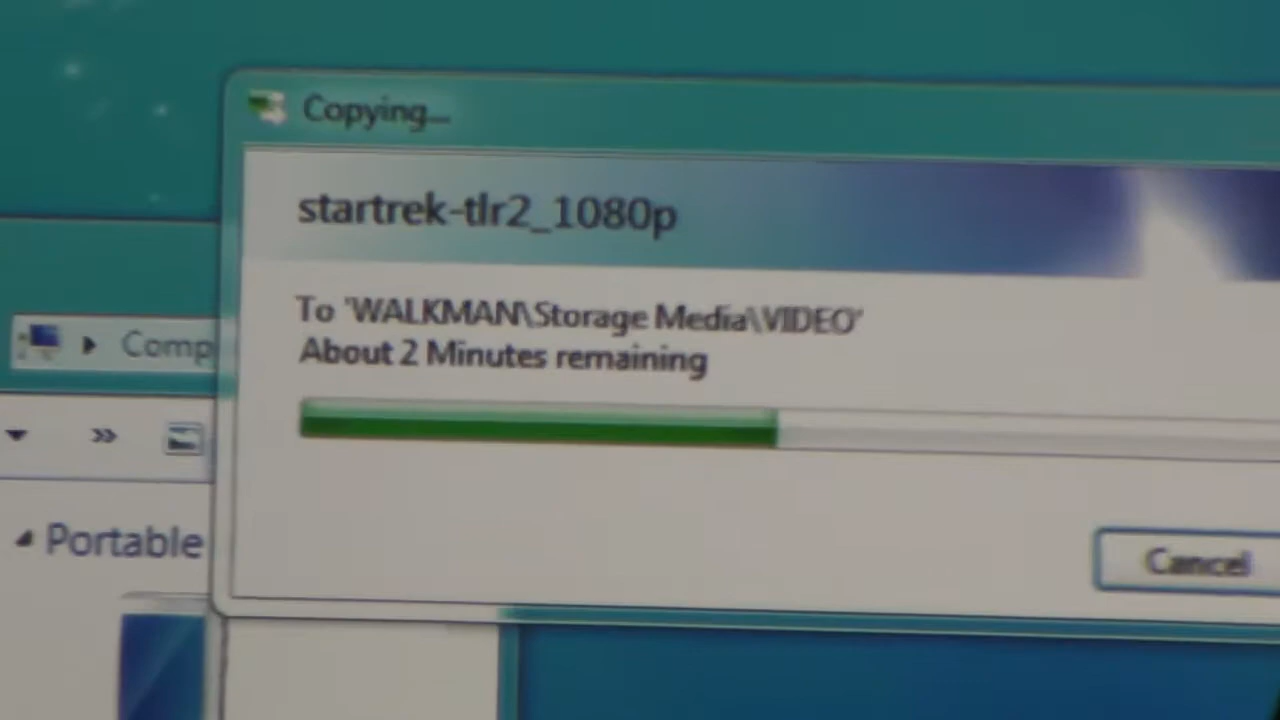 Copying...
startrek-tlr2_1080p
To 'WALKMAN\Storage Media\VIDEO'
About 2 Minutes remaining
Comp
Portable
Cancel